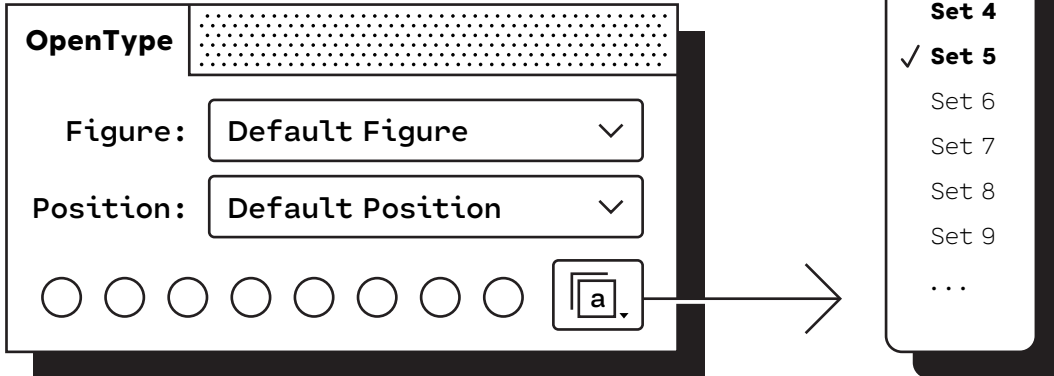 OpenType
Figure: Default Figure
Position: Default Position
a
Set 4
✓ Set 5
Set 6
Set 7
Set 8
Set 9
...